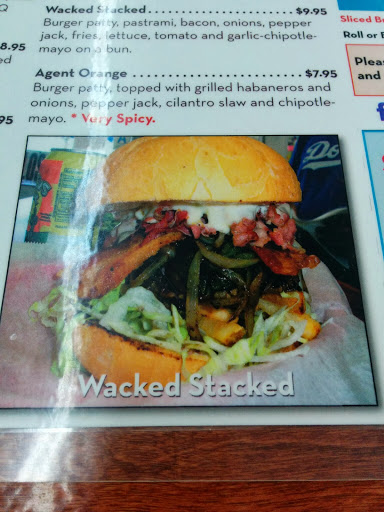 Q
Wacked Stacked $9.95
Burger patty, pastrami, bacon, onions, pepper
jack, fries, lettuce, tomato and garlic-chipotle-
mayo on a bun.
8.95
ed
Agent Orange $7.95
Burger patty, topped with grilled habaneros and
onions, pepper jack, cilantro slaw and chipotle-
mayo. * Very Spicy.
95
Sliced
Roll or
Pleas
and
f
Wacked Stacked